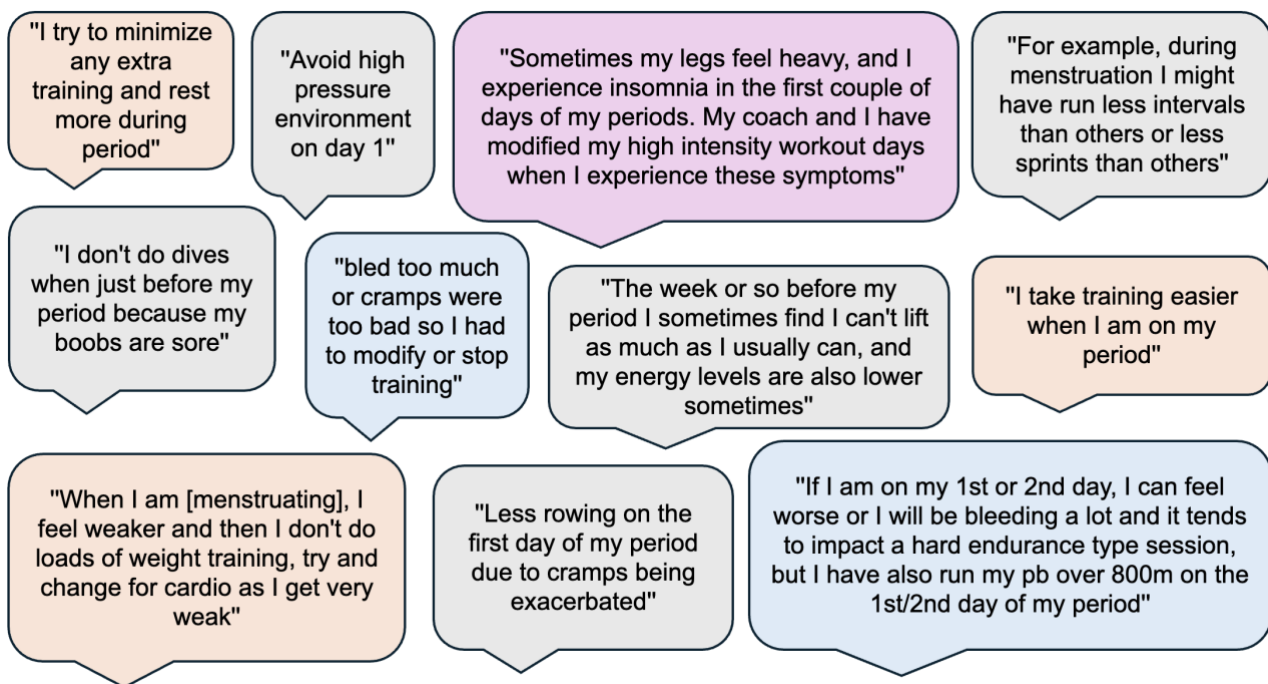 "I try to minimize
any extra
training and rest
more during
period"
"Avoid high
pressure
environment
on day 1"
"Sometimes my legs feel heavy, and I
experience insomnia in the first couple of
days of my periods. My coach and I have
modified my high intensity workout days
when I experience these symptoms"
"For example, during
menstruation I might
have run less intervals
than others or less
sprints than others"
"I don't do dives
when just before my
period because my
boobs are sore"
"bled too much
or cramps were
too bad so I had
to modify or stop
training"
"The week or so before my
period I sometimes find I can't lift
as much as I usually can, and
my energy levels are also lower
sometimes"
"I take training easier
when I am on my
period"
"When I am [menstruating], I
feel weaker and then I don't do
loads of weight training, try and
change for cardio as I get very
weak"
"Less rowing on the
first day of my period
due to cramps being
exacerbated"
"If I am on my 1st or 2nd day, I can feel
worse or I will be bleeding a lot and it tends
to impact a hard endurance type session,
but I have also run my pb over 800m on the
1st/2nd day of my period"